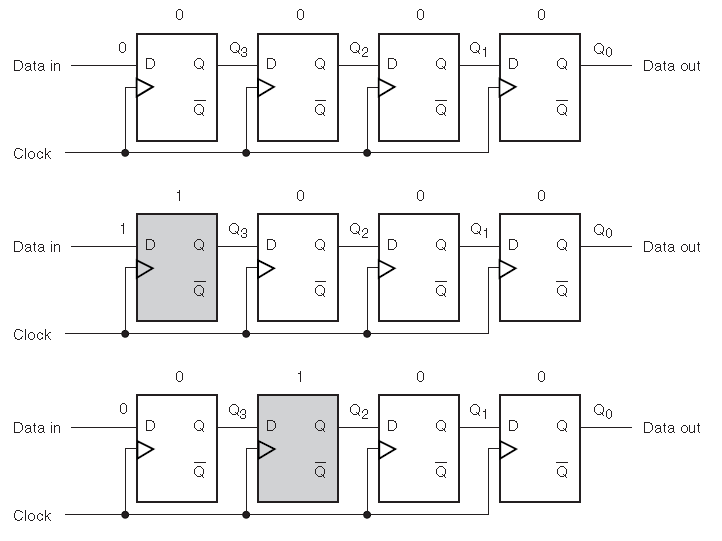 0 0 0 0
0 Q3 Q2 Q1 Q0
Data in D Q D Q D Q D Q Data out
Q̅ Q̅ Q̅ Q̅
Clock
1 0 0 0
1 Q3 Q2 Q1 Q0
Data in D Q D Q D Q D Q Data out
Q̅ Q̅ Q̅ Q̅
Clock
0 1 0 0
0 Q3 Q2 Q1 Q0
Data in D Q D Q D Q D Q Data out
Q̅ Q̅ Q̅ Q̅
Clock